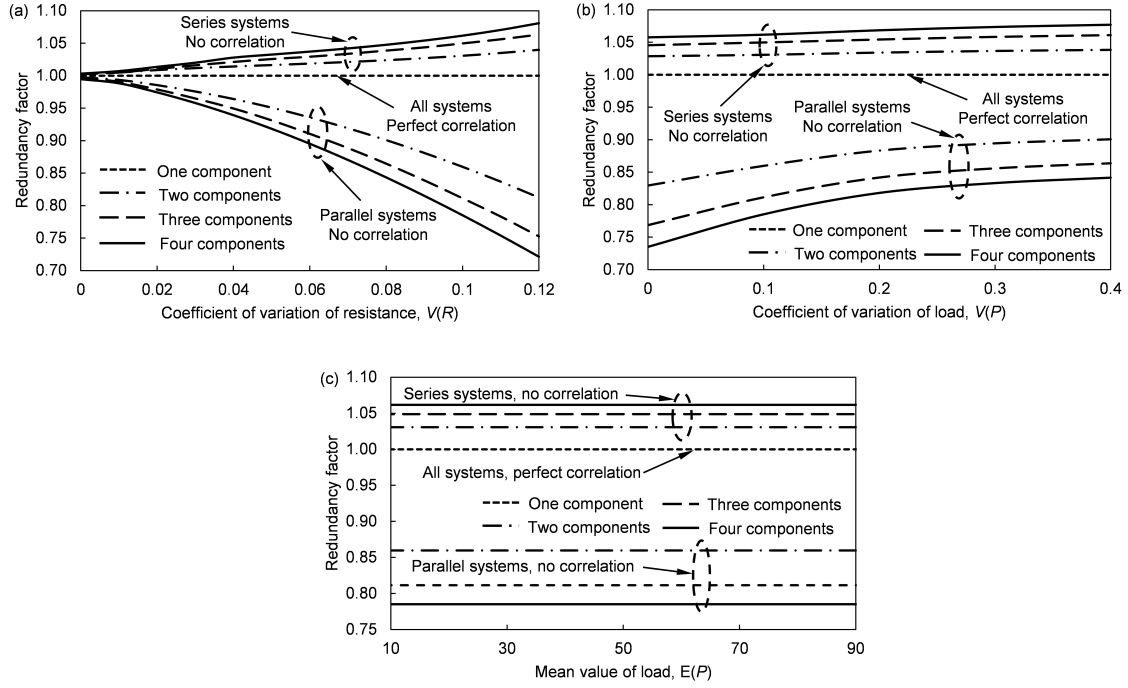 (a)
1.10
1.05
1.00
0.95
0.90
0.85
0.80
0.75
0.70
Redundancy factor
Series systems
No correlation
All systems
Perfect correlation
One component
Two components
Three components
Four components
Parallel systems
No correlation
0
0.02
0.04
0.06
0.08
0.1
0.12
Coefficient of variation of resistance, V(R)
(b)
1.10
1.05
1.00
0.95
0.90
0.85
0.80
0.75
0.70
Redundancy factor
Series systems
No correlation
Parallel systems
No correlation
All systems
Perfect correlation
One component
Three components
Two components
Four components
0
0.1
0.2
0.3
0.4
Coefficient of variation of load, V(P)
(c)
1.10
1.05
1.00
0.95
0.90
0.85
0.80
0.75
Redundancy factor
Series systems, no correlation
All systems, perfect correlation
One component
Three components
Two components
Four components
Parallel systems, no correlation
10
30
50
70
90
Mean value of load, E(P)